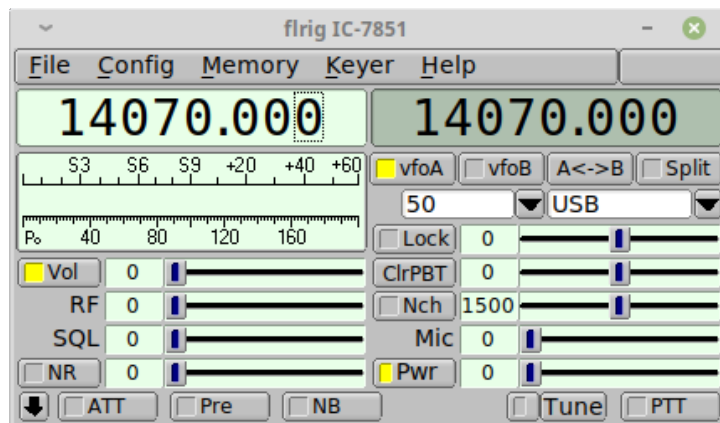 flrig IC-7851
File Config Memory Keyer Help
14070.000 14070.000
S3 S6 S9 +20 +40 +60
Po 40 80 120 160
vfoA vfoB A<->B Split
50 USB
Lock 0
Vol 0 ClrPBT 0
RF 0 Nch 1500
SQL 0 Mic 0
NR 0 Pwr 0
ATT Pre NB Tune PTT